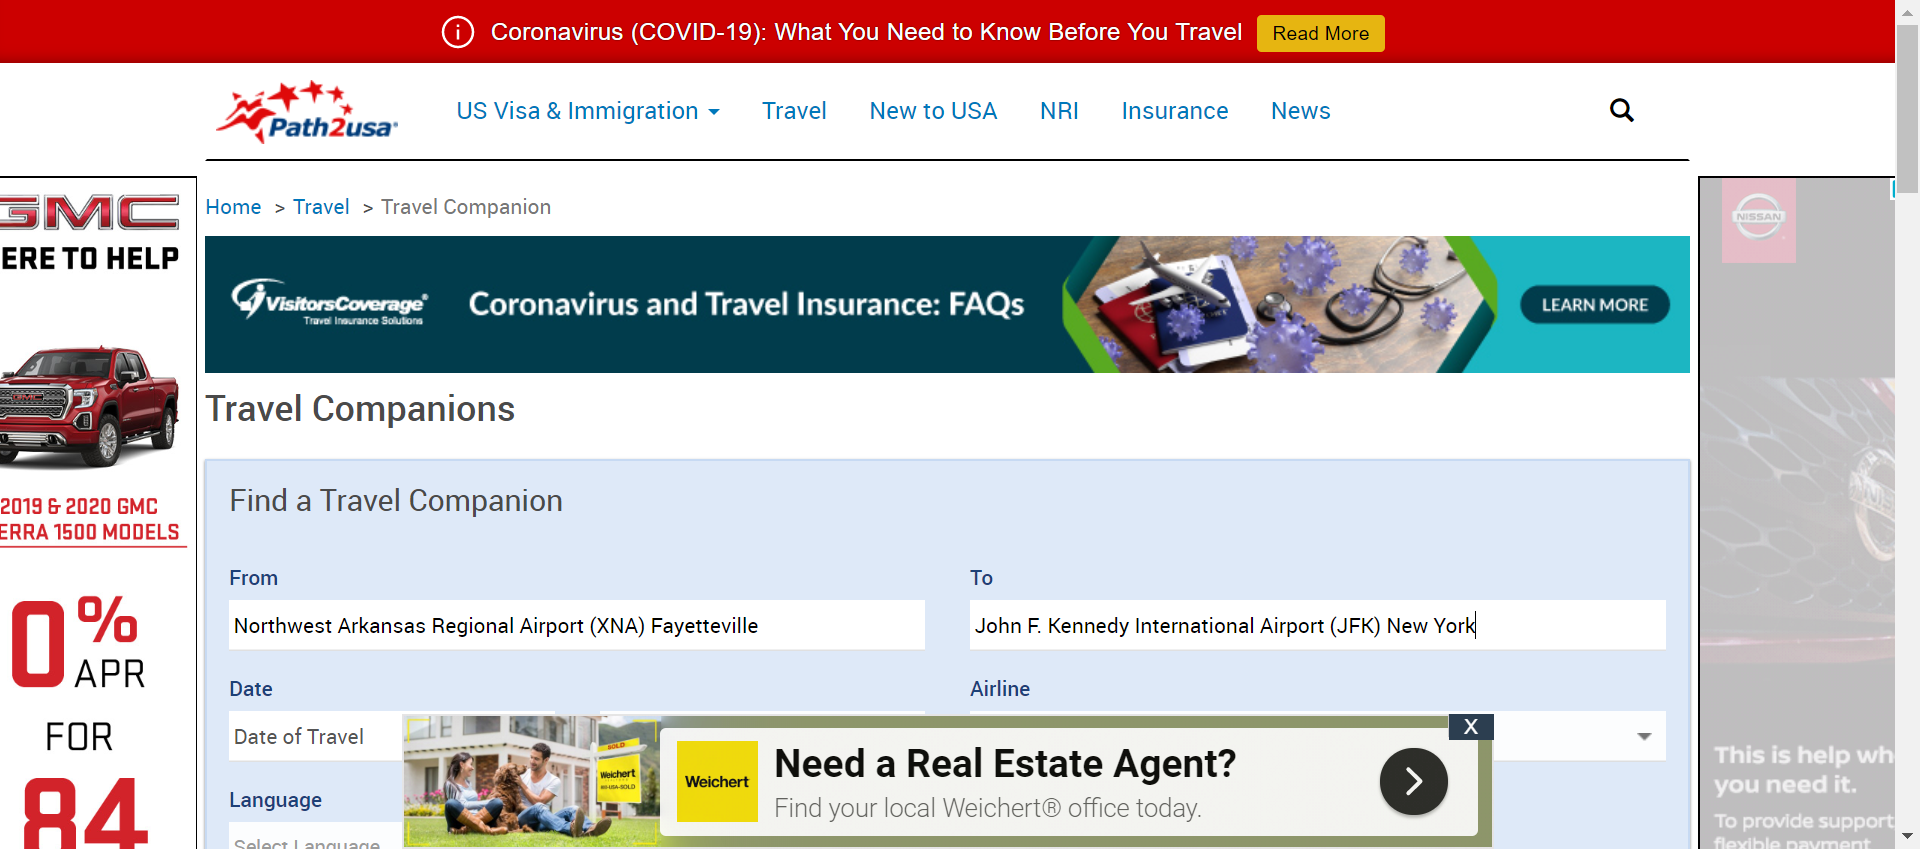 Coronavirus (COVID-19): What You Need to Know Before You Travel Read More
Path2usa
US Visa & Immigration Travel New to USA NRI Insurance News
Home > Travel > Travel Companion
VisitorsCoverage®
Travel Insurance Solutions
Coronavirus and Travel Insurance: FAQs
LEARN MORE
Travel Companions
Find a Travel Companion
From
To
Northwest Arkansas Regional Airport (XNA) Fayetteville
John F. Kennedy International Airport (JFK) New York
Date
Airline
Date of Travel
Language
Select Language
GMC
ERE TO HELP
GMC
2019 & 2020 GMC
ERRA 1500 MODELS
0% APR
FOR
84
SOLD
Weichert
Weichert
Need a Real Estate Agent?
Find your local Weichert® office today.
X
NISSAN
This is help wh
you need it.
To provide support
flexible payment